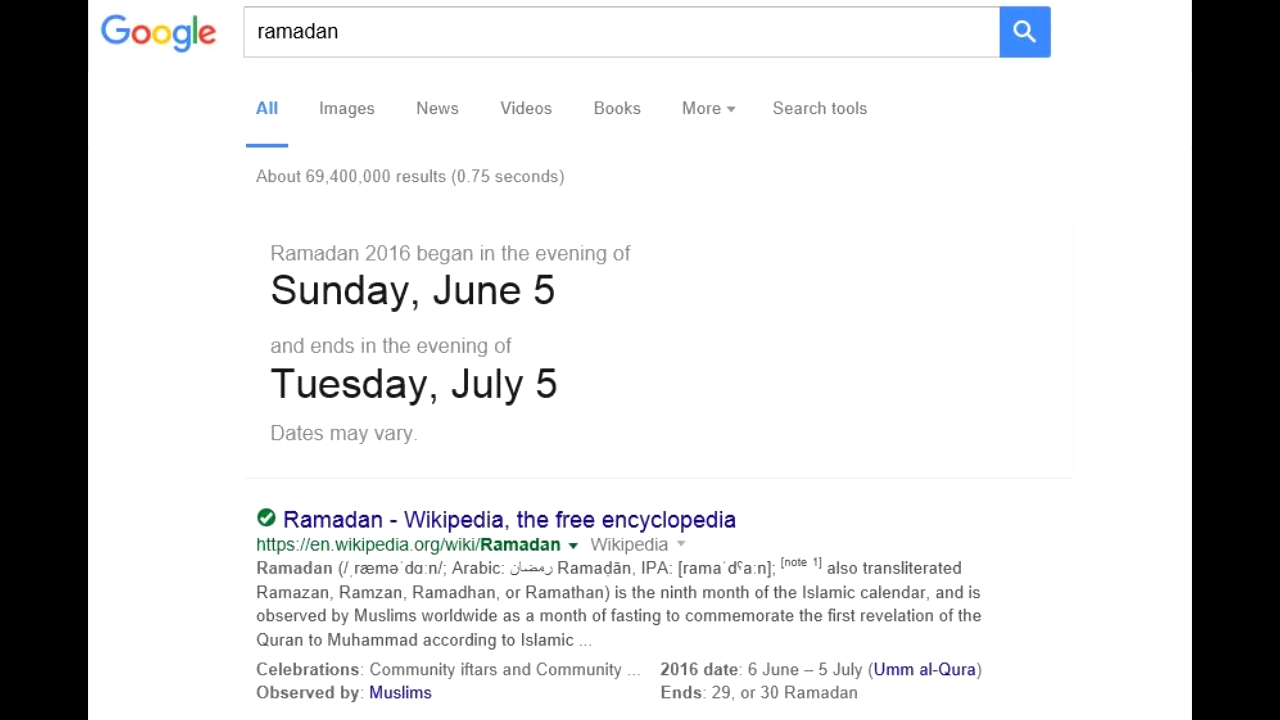 Google ramadan
All Images News Videos Books More Search tools
About 69,400,000 results (0.75 seconds)
Ramadan 2016 began in the evening of
Sunday, June 5
and ends in the evening of
Tuesday, July 5
Dates may vary.
Ramadan - Wikipedia, the free encyclopedia
https://en.wikipedia.org/wiki/Ramadan Wikipedia
Ramadan (/ˌræməˈdɑːn/; Arabic: رمضان Ramaḍān, IPA: [ramaˈdˤaːn]; [note 1] also transliterated
Ramazan, Ramzan, Ramadhan, or Ramathan) is the ninth month of the Islamic calendar, and is
observed by Muslims worldwide as a month of fasting to commemorate the first revelation of the
Quran to Muhammad according to Islamic ...
Celebrations: Community iftars and Community ... 2016 date: 6 June – 5 July (Umm al-Qura)
Observed by: Muslims Ends: 29, or 30 Ramadan